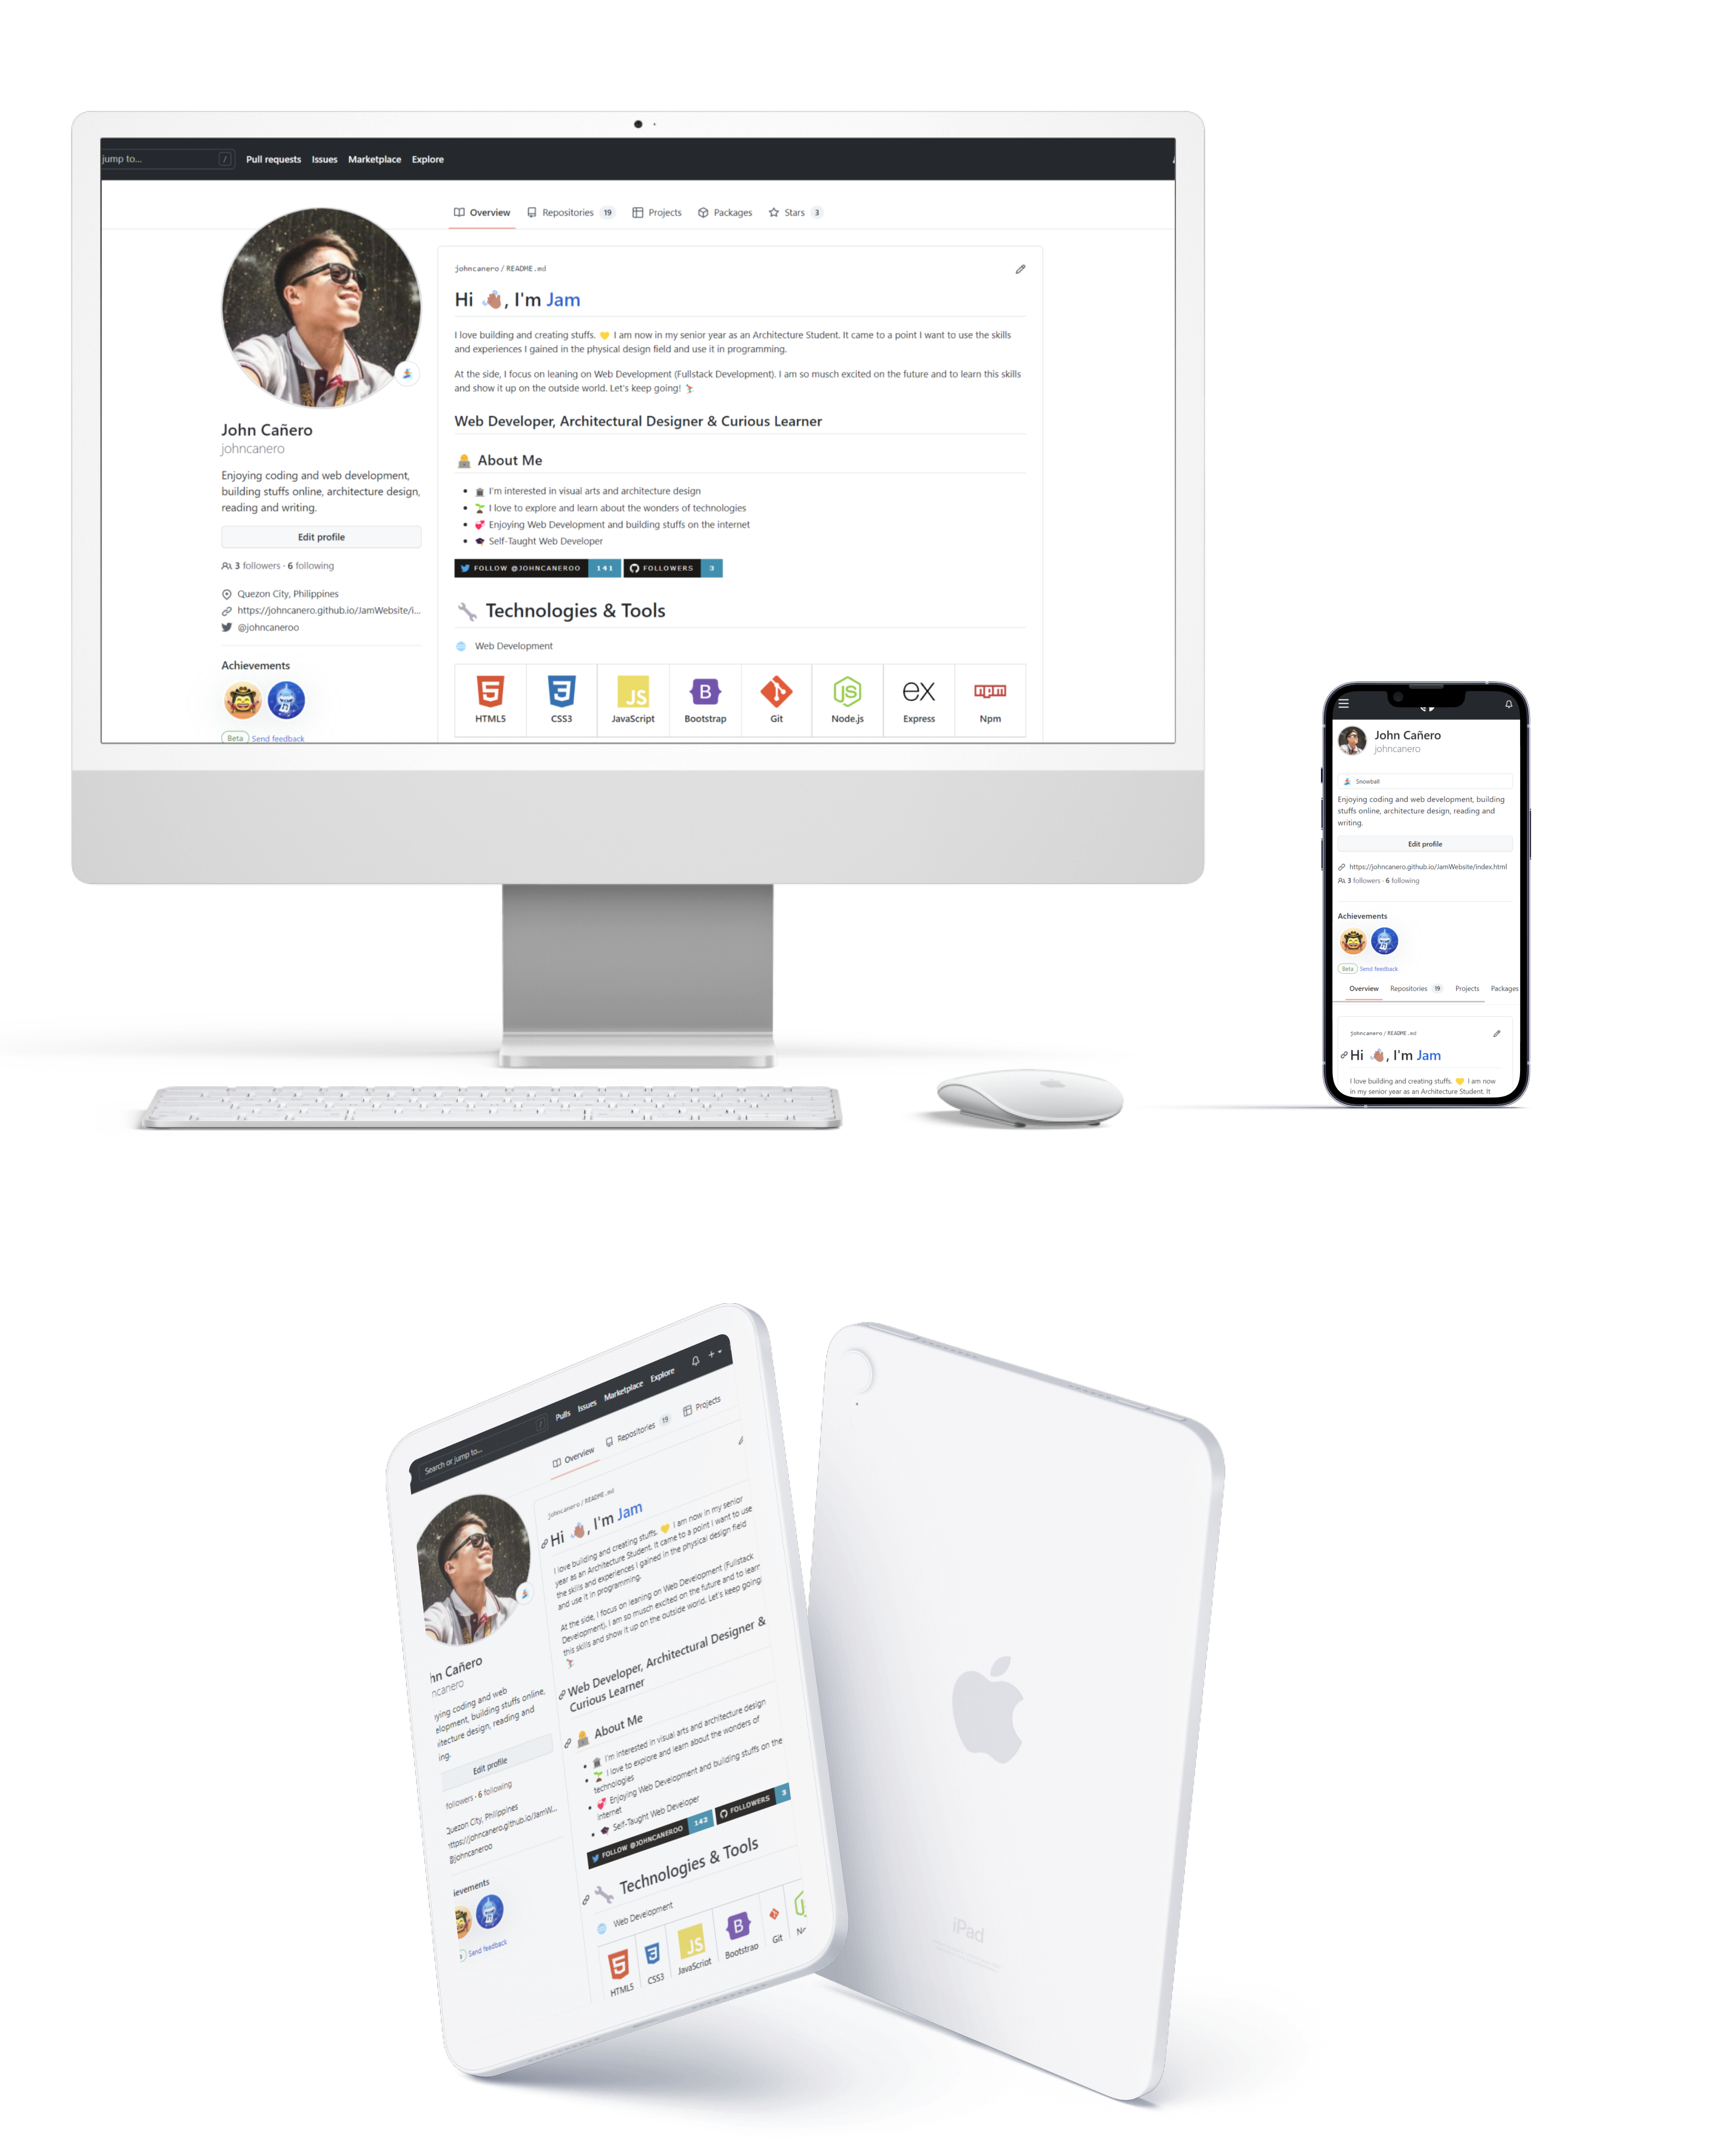 jump to... / Pull requests Issues Marketplace Explore
Overview Repositories 19 Projects Packages Stars 3
johncanero / README.md
Hi 👋🏽, I'm Jam
I love building and creating stuffs. 💛 I am now in my senior year as an Architecture Student. It came to a point I want to use the skills
and experiences I gained in the physical design field and use it in programming.
At the side, I focus on leaning on Web Development (Fullstack Development). I am so musch excited on the future and to learn this skills
and show it up on the outside world. Let's keep going!
Web Developer, Architectural Designer & Curious Learner
About Me
I'm interested in visual arts and architecture design
I love to explore and learn about the wonders of technologies
Enjoying Web Development and building stuffs on the internet
Self-Taught Web Developer
FOLLOW @JOHNCANEROO 141 FOLLOWERS 3
Technologies & Tools
Web Development
5 3 JS B JS ex npm
HTML5 CSS3 JavaScript Bootstrap Git Node.js Express Npm
John Cañero
johncanero
Enjoying coding and web development,
building stuffs online, architecture design,
reading and writing.
Edit profile
3 followers · 6 following
Quezon City, Philippines
https://johncanero.github.io/JamWebsite/i...
@johncaneroo
Achievements
Beta Send feedback
John Cañero
johncanero
Snowball
Enjoying coding and web development, building
stuffs online, architecture design, reading and
writing.
Edit profile
https://johncanero.github.io/JamWebsite/index.html
3 followers · 6 following
Achievements
Beta Send feedback
Overview Repositories 19 Projects Packages
johncanero / README.md
Hi 👋🏽, I'm Jam
I love building and creating stuffs. 💛 I am now
in my senior year as an Architecture Student. It
Search or jump to... / Pulls Issues Marketplace Explore
Overview Repositories 19 Projects
johncanero / README.md
Hi 👋🏽, I'm Jam
I love building and creating stuffs. 💛 I am now in my senior
year as an Architecture Student. It came to a point I want to use
the skills and experiences I gained in the physical design field
and use it in programming.
At the side, I focus on leaning on Web Development (Fullstack
Development). I am so musch excited on the future and to learn
this skills and show it up on the outside world. Let's keep going!
Web Developer, Architectural Designer &
Curious Learner
About Me
I'm interested in visual arts and architecture design
I love to explore and learn about the wonders of
technologies
Enjoying Web Development and building stuffs on the
internet
Self-Taught Web Developer
FOLLOW @JOHNCANEROO 142 FOLLOWERS 3
Technologies & Tools
Web Development
5 3 JS B
HTML5 CSS3 JavaScript Bootstrap Git
hn Cañero
ncanero
ying coding and web
elopment, building stuffs online,
itecture design, reading and
ing.
Edit profile
followers · 6 following
Quezon City, Philippines
https://johncanero.github.io/JamW...
@johncaneroo
ievements
Send feedback
iPad